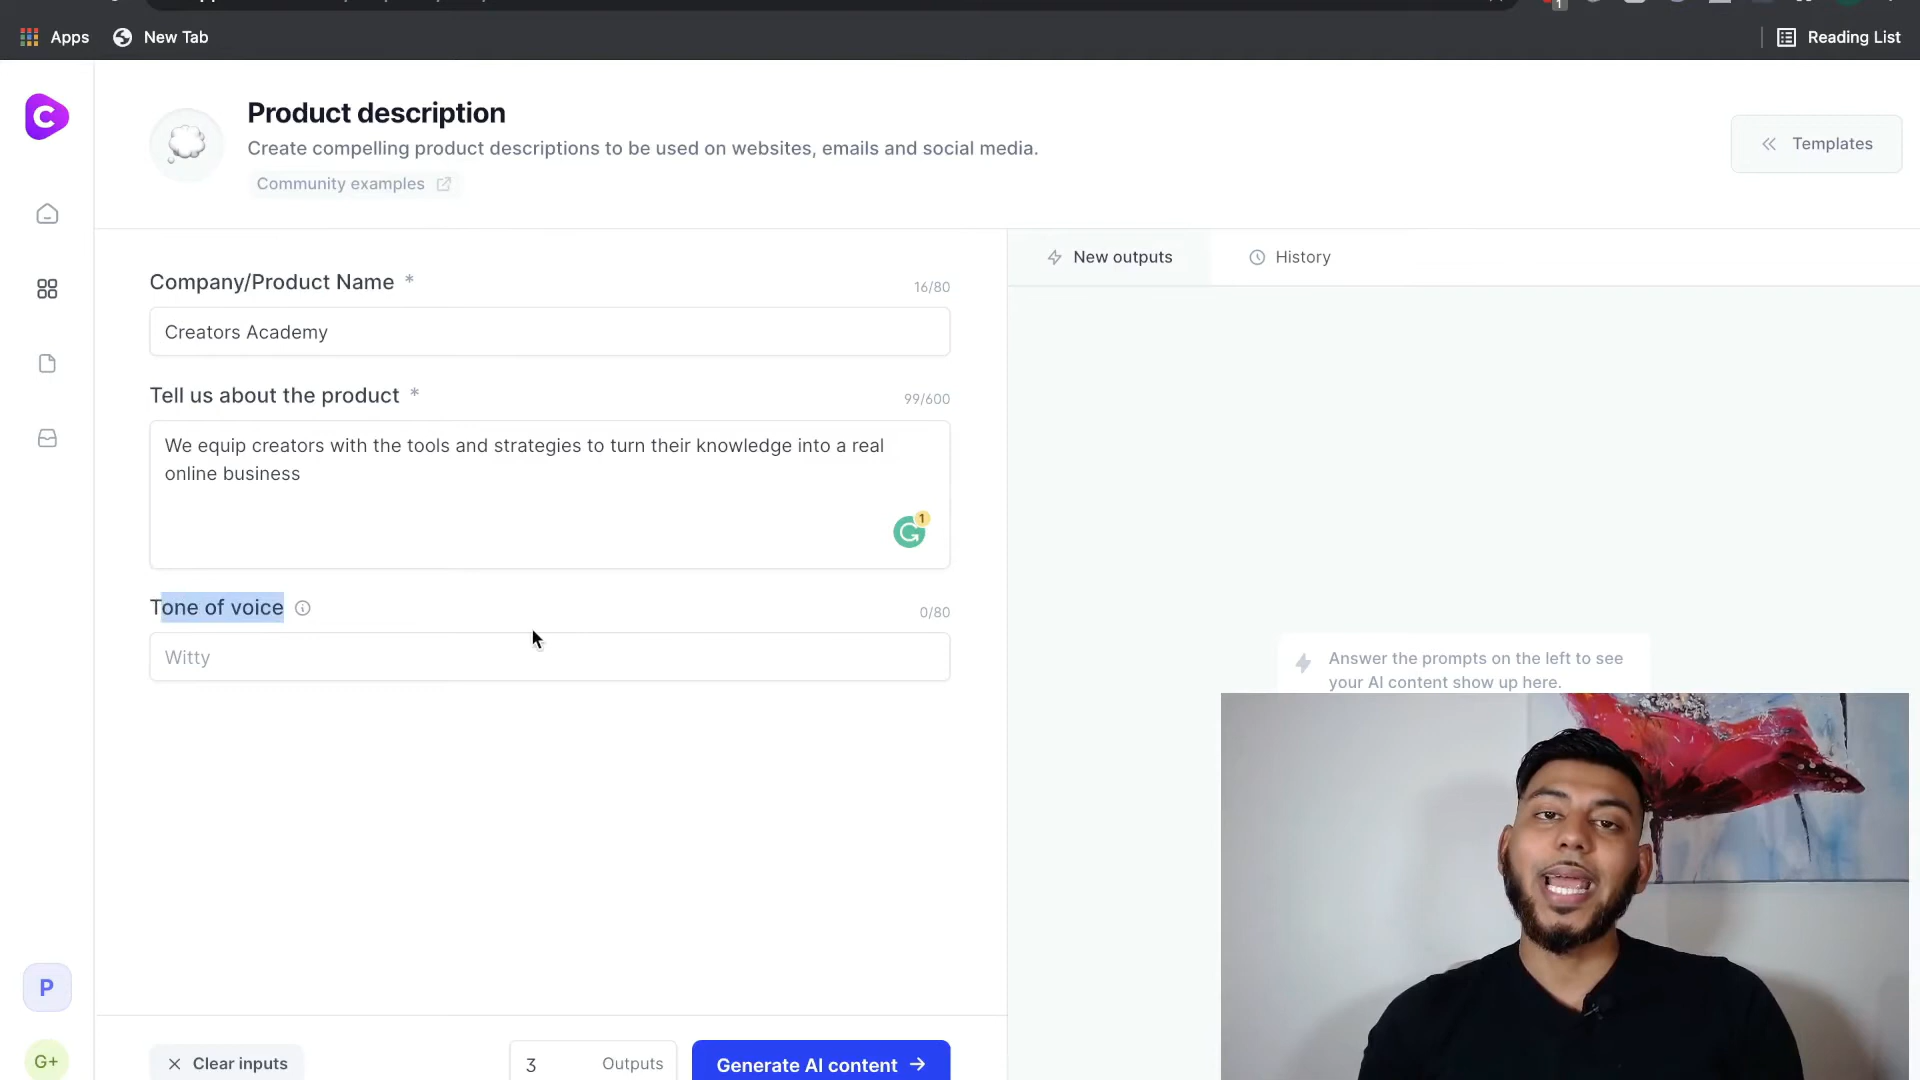 Apps
New Tab
Reading List
Product description
Create compelling product descriptions to be used on websites, emails and social media.
Community examples
Templates
Company/Product Name *
16/80
Creators Academy
Tell us about the product *
99/600
We equip creators with the tools and strategies to turn their knowledge into a real
online business
1
Tone of voice
0/80
Witty
New outputs
History
Answer the prompts on the left to see
your AI content show up here.
P
G+
Clear inputs
3 Outputs
Generate AI content